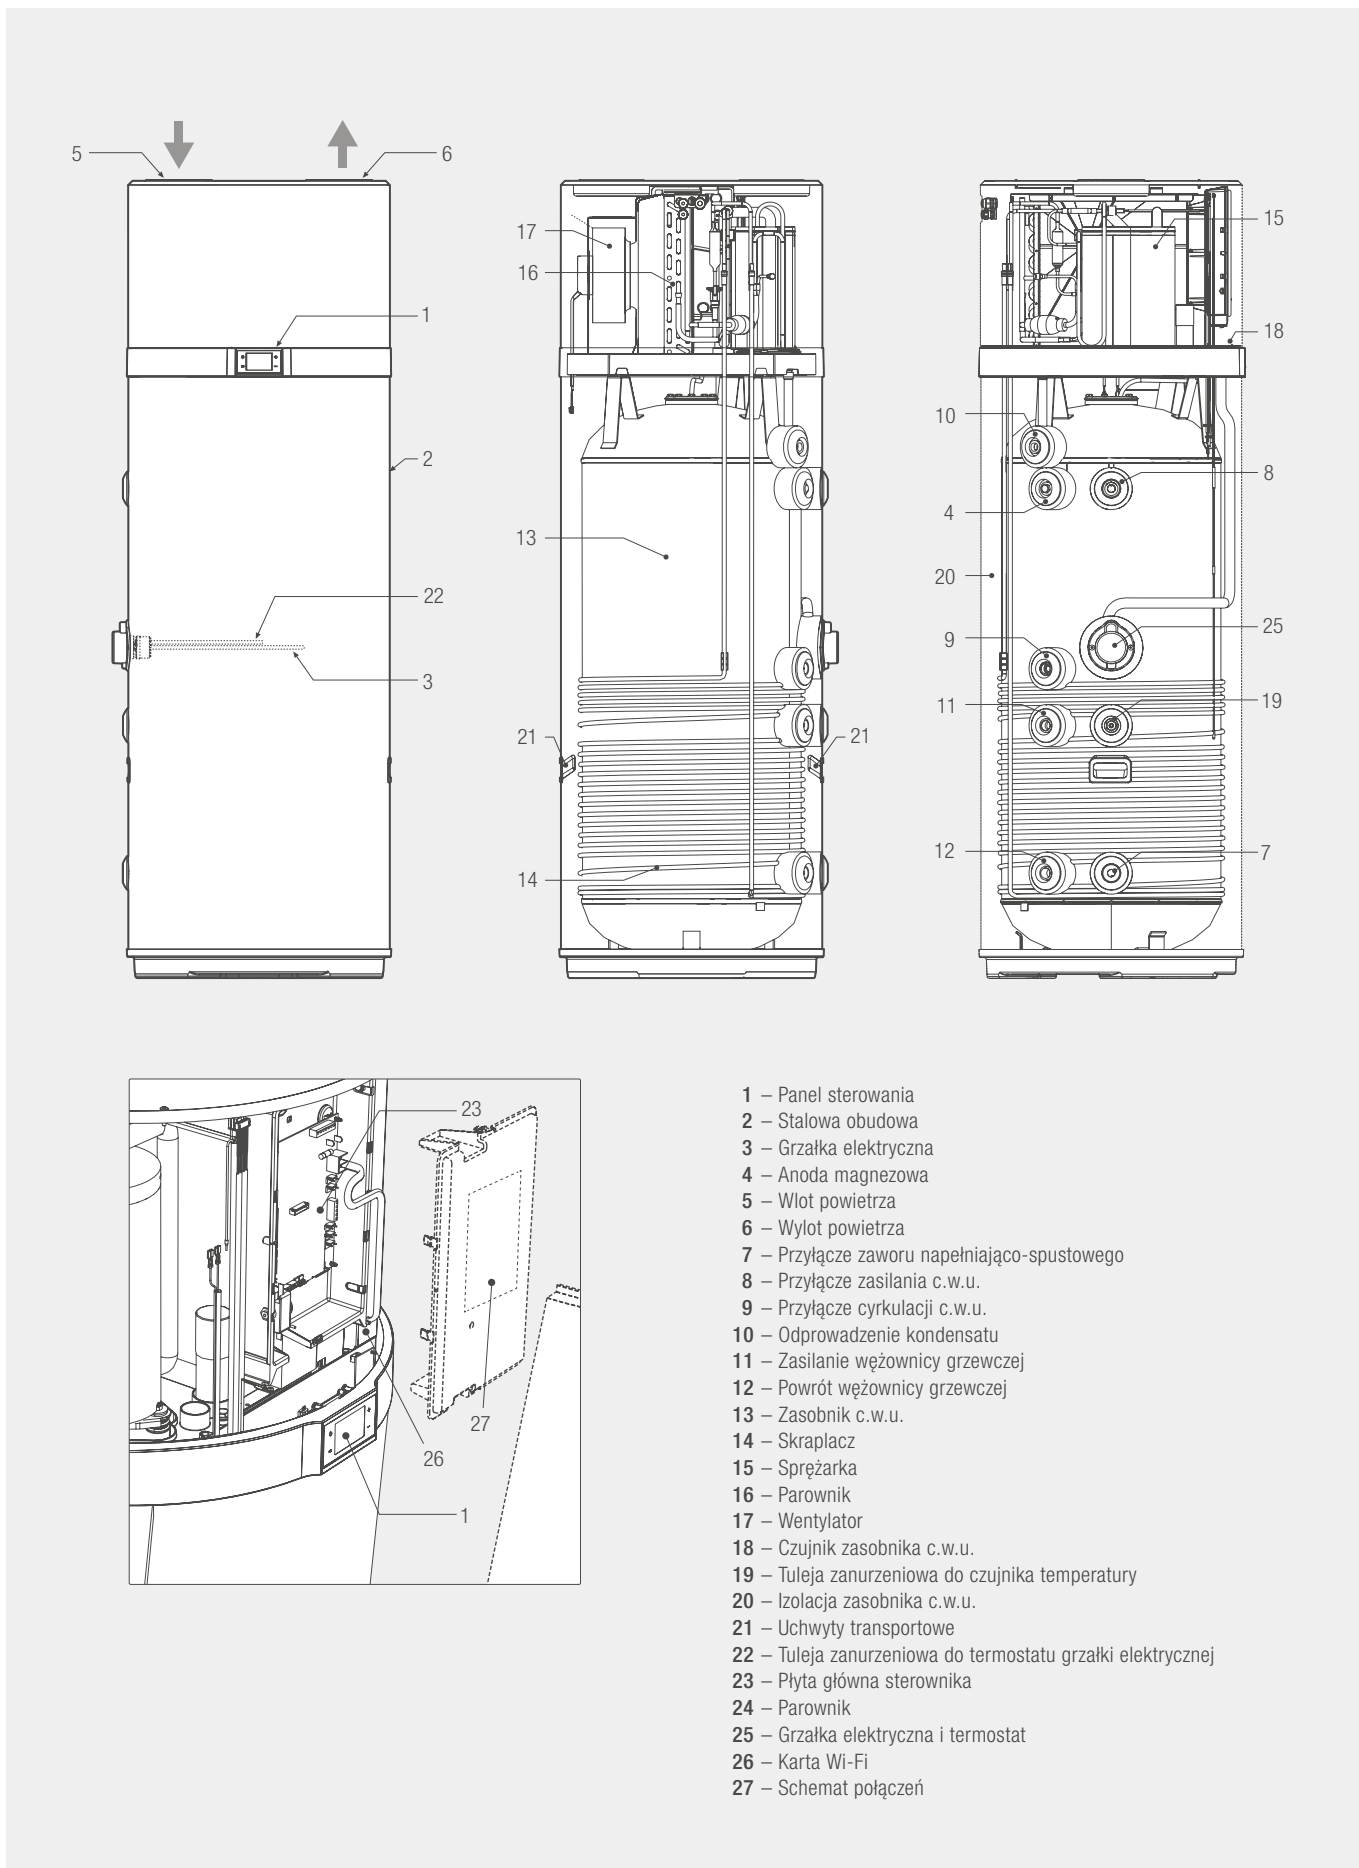 5
6
17
15
16
1
18
10
2
8
4
13
20
22
9
25
3
11
19
21
21
12
7
14
23
27
26
1
1 – Panel sterowania
2 – Stalowa obudowa
3 – Grzałka elektryczna
4 – Anoda magnezowa
5 – Wlot powietrza
6 – Wylot powietrza
7 – Przyłącze zaworu napełniająco-spustowego
8 – Przyłącze zasilania c.w.u.
9 – Przyłącze cyrkulacji c.w.u.
10 – Odprowadzenie kondensatu
11 – Zasilanie wężownicy grzewczej
12 – Powrót wężownicy grzewczej
13 – Zasobnik c.w.u.
14 – Skraplacz
15 – Sprężarka
16 – Parownik
17 – Wentylator
18 – Czujnik zasobnika c.w.u.
19 – Tuleja zanurzeniowa do czujnika temperatury
20 – Izolacja zasobnika c.w.u.
21 – Uchwyty transportowe
22 – Tuleja zanurzeniowa do termostatu grzałki elektrycznej
23 – Płyta główna sterownika
24 – Parownik
25 – Grzałka elektryczna i termostat
26 – Karta Wi-Fi
27 – Schemat połączeń